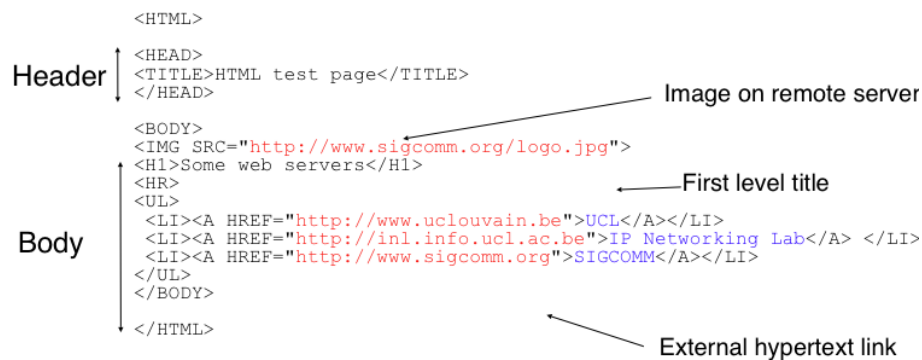 <HTML>
<HEAD>
Header
<TITLE>HTML test page</TITLE>
</HEAD>
Image on remote server
<BODY>
<IMG SRC="http://www.sigcomm.org/logo.jpg">
<H1>Some web servers</H1>
<HR>
First level title
<UL>
<LI><A HREF="http://www.uclouvain.be">UCL</A></LI>
Body
<LI><A HREF="http://inl.info.ucl.ac.be">IP Networking Lab</A> </LI>
<LI><A HREF="http://www.sigcomm.org">SIGCOMM</A></LI>
</UL>
</BODY>
</HTML>
External hypertext link